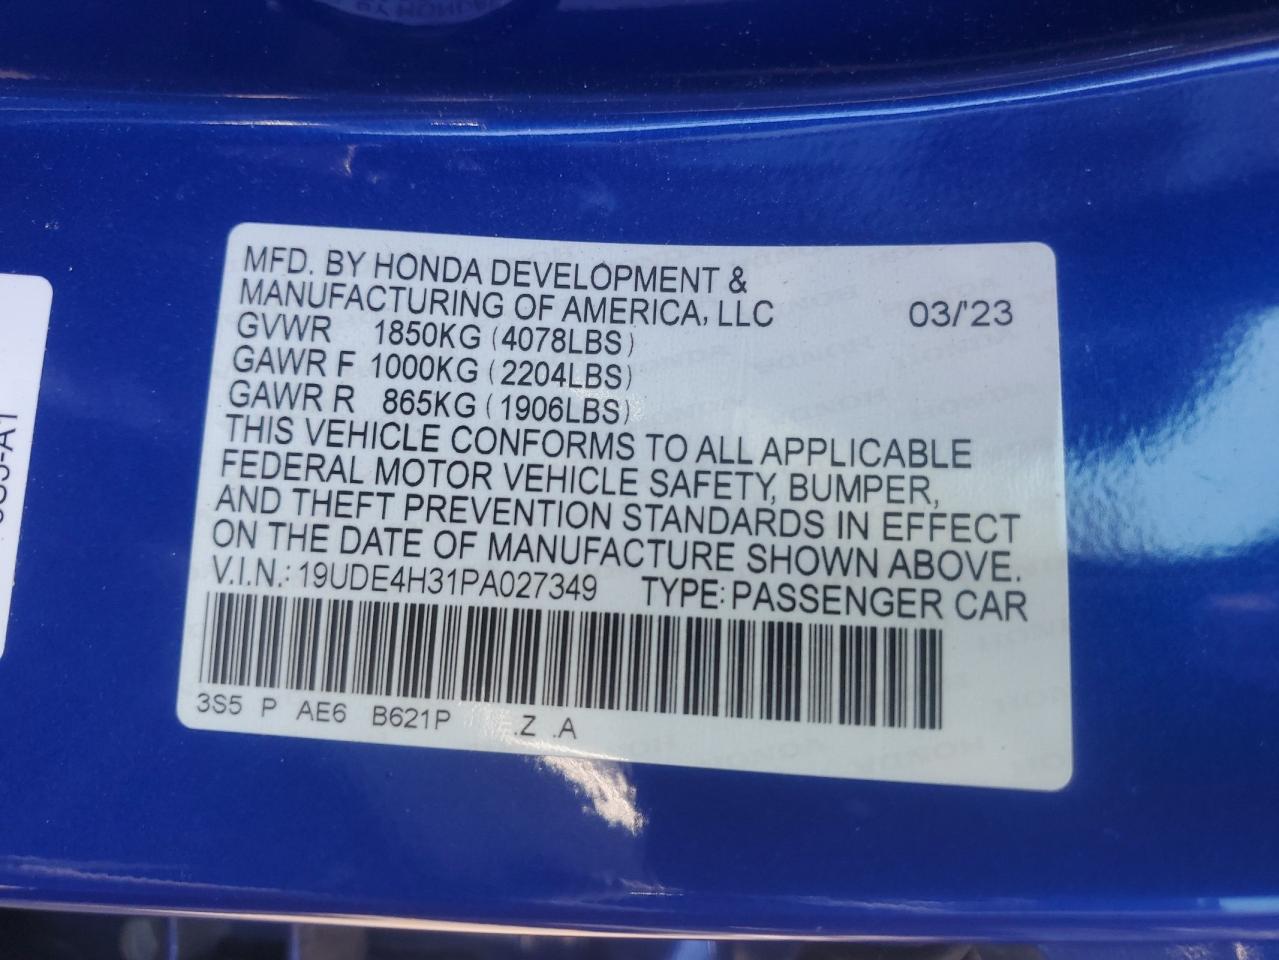 MFD. BY HONDA DEVELOPMENT &
MANUFACTURING OF AMERICA, LLC 03/'23
GVWR 1850KG (4078LBS)
GAWR F 1000KG (2204LBS)
GAWR R 865KG (1906LBS)
THIS VEHICLE CONFORMS TO ALL APPLICABLE
FEDERAL MOTOR VEHICLE SAFETY, BUMPER,
AND THEFT PREVENTION STANDARDS IN EFFECT
ON THE DATE OF MANUFACTURE SHOWN ABOVE.
V.I.N.: 19UDE4H31PA027349 TYPE: PASSENGER CAR
3S5 P AE6 B621P .Z .A